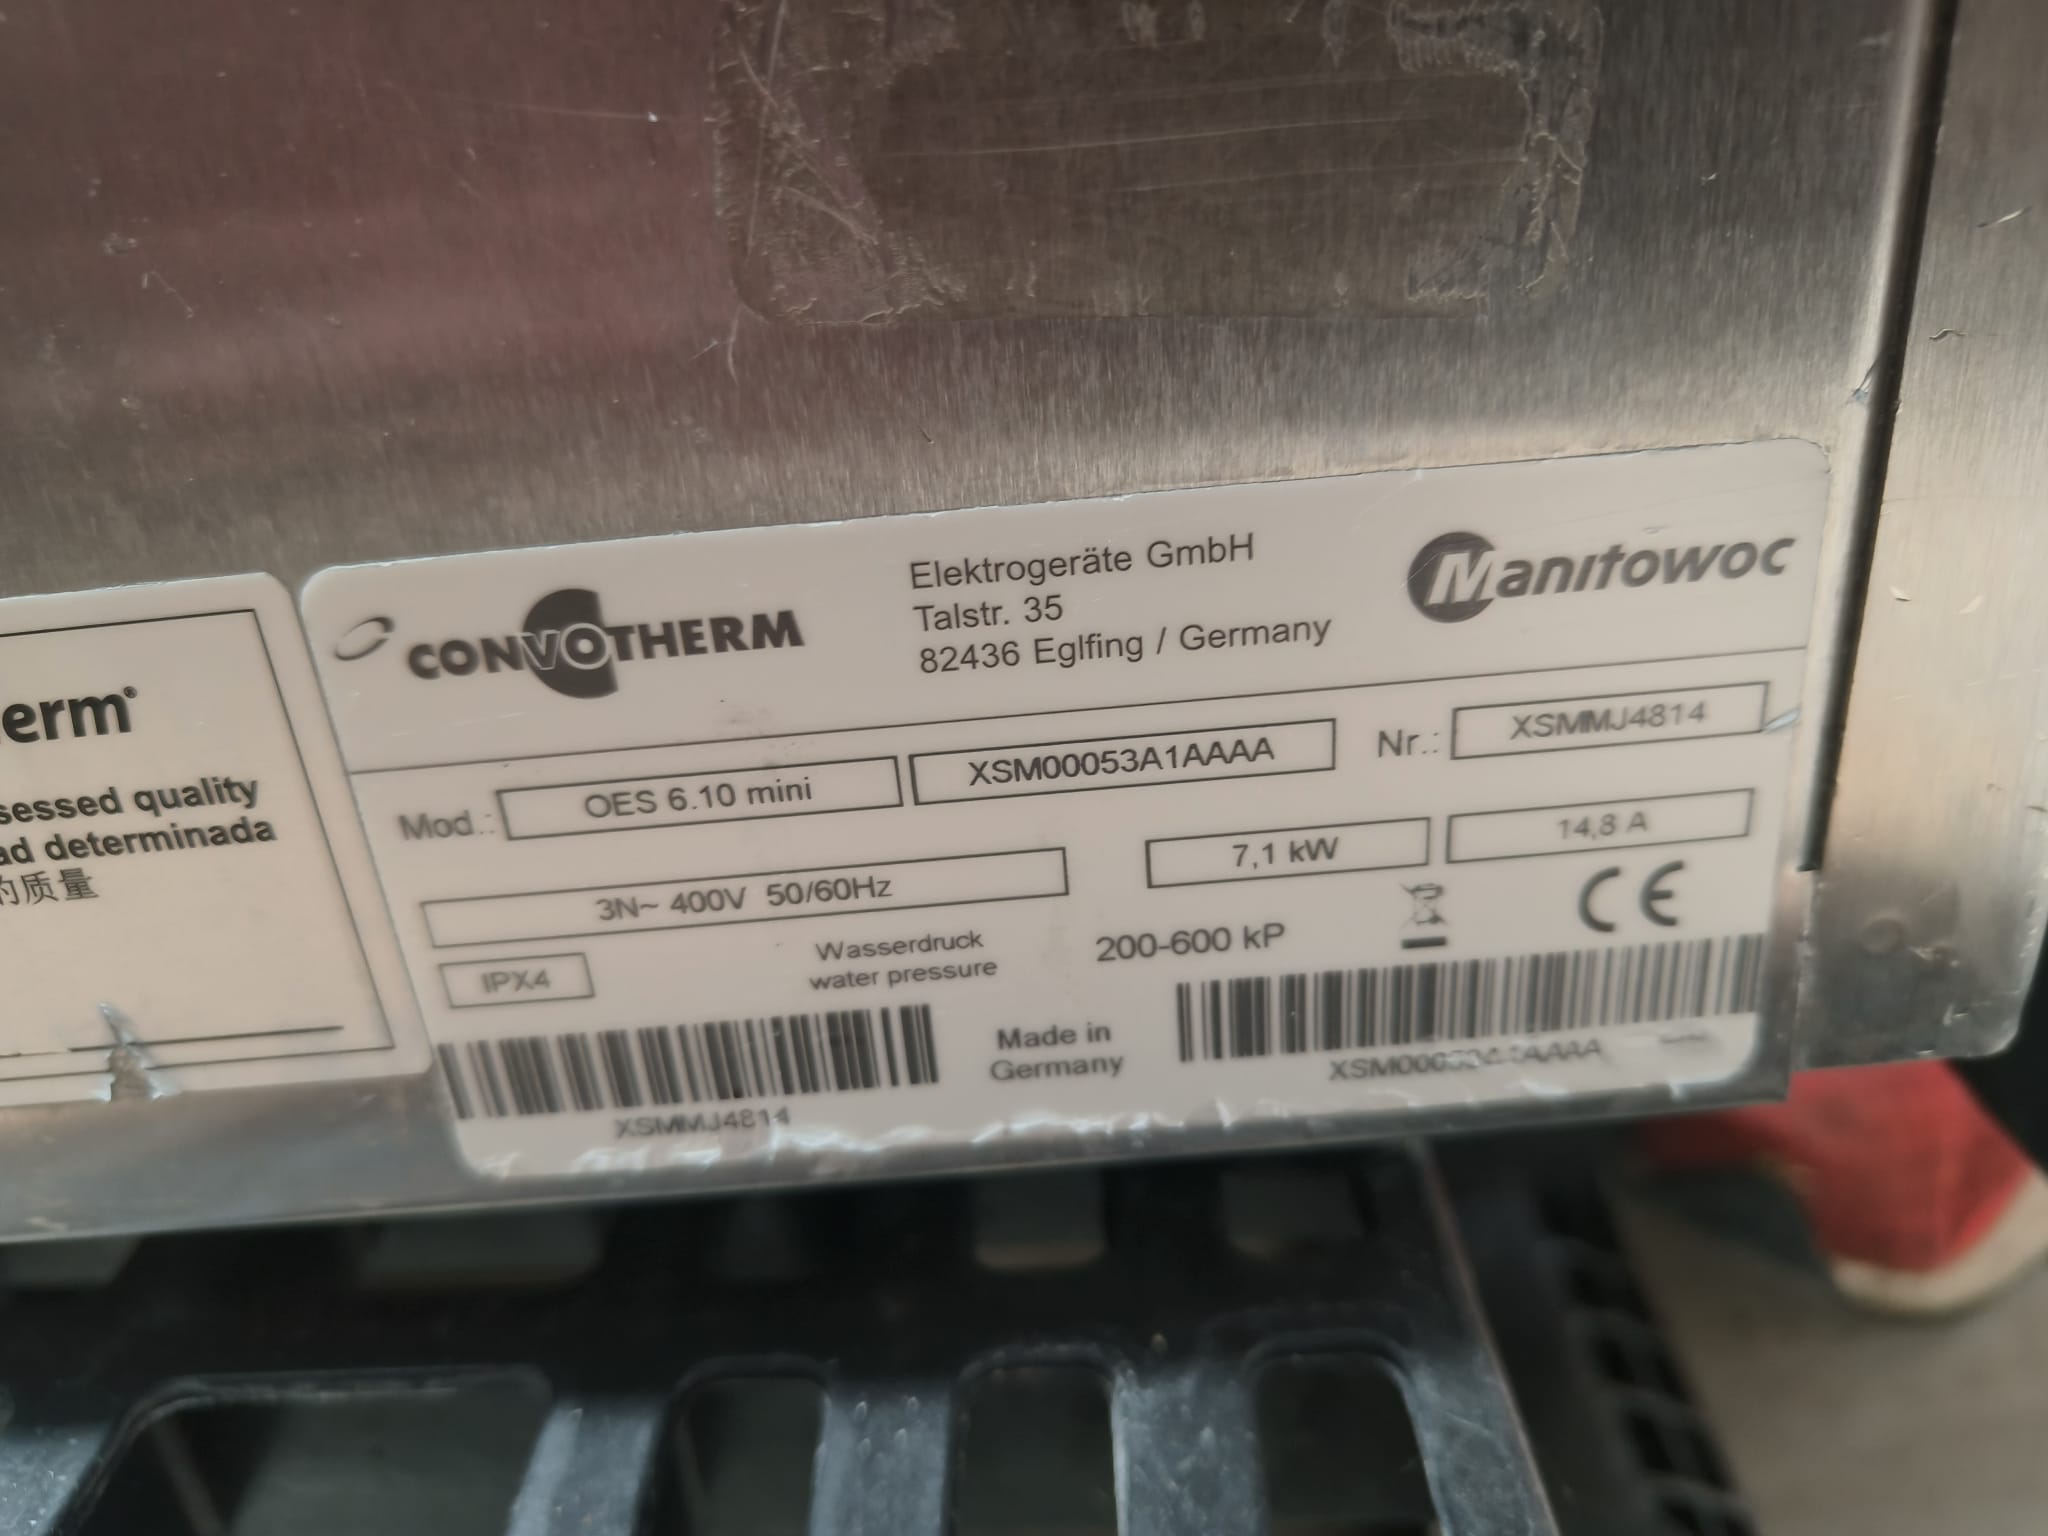 erm®
sessed quality
ad determinada
的质量
CONVOTHERM
Elektrogeräte GmbH
Talstr. 35
82436 Eglfing / Germany
Manitowoc
Mod.: OES 6.10 mini XSM00053A1AAAA Nr.: XSMMJ4814
3N~ 400V 50/60Hz 7,1 kW 14,8 A
IPX4 Wasserdruck
water pressure 200-600 kP CE
Made in
Germany
XSMMJ4814
XSM00053A1AAAA